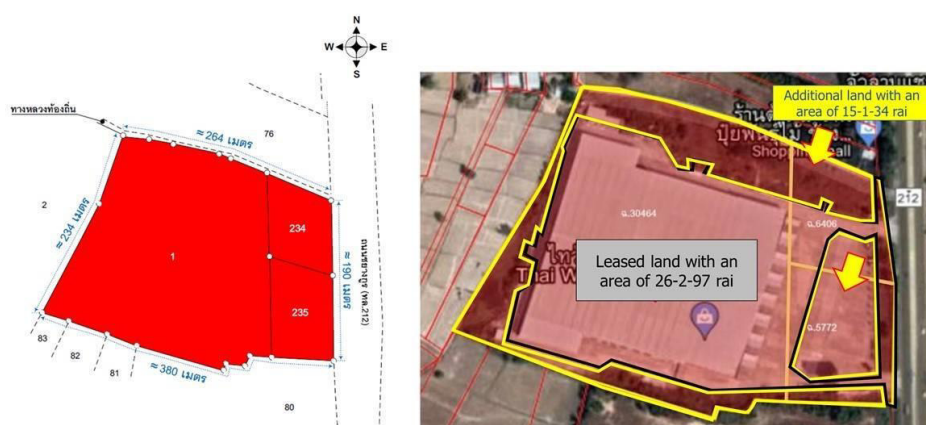 N
W
E
S
ทางหลวงท้องถิ่น
≈ 264 เมตร
76
2
≈ 234 เมตร
1
234
235
≈ 190 เมตร
ถนนชยางกูร (ทล.212)
83
82
81
≈ 380 เมตร
80
Additional land with an
area of 15-1-34 rai
212
ฉ.30464
ฉ.6406
Leased land with an
area of 26-2-97 rai
ฉ.5772